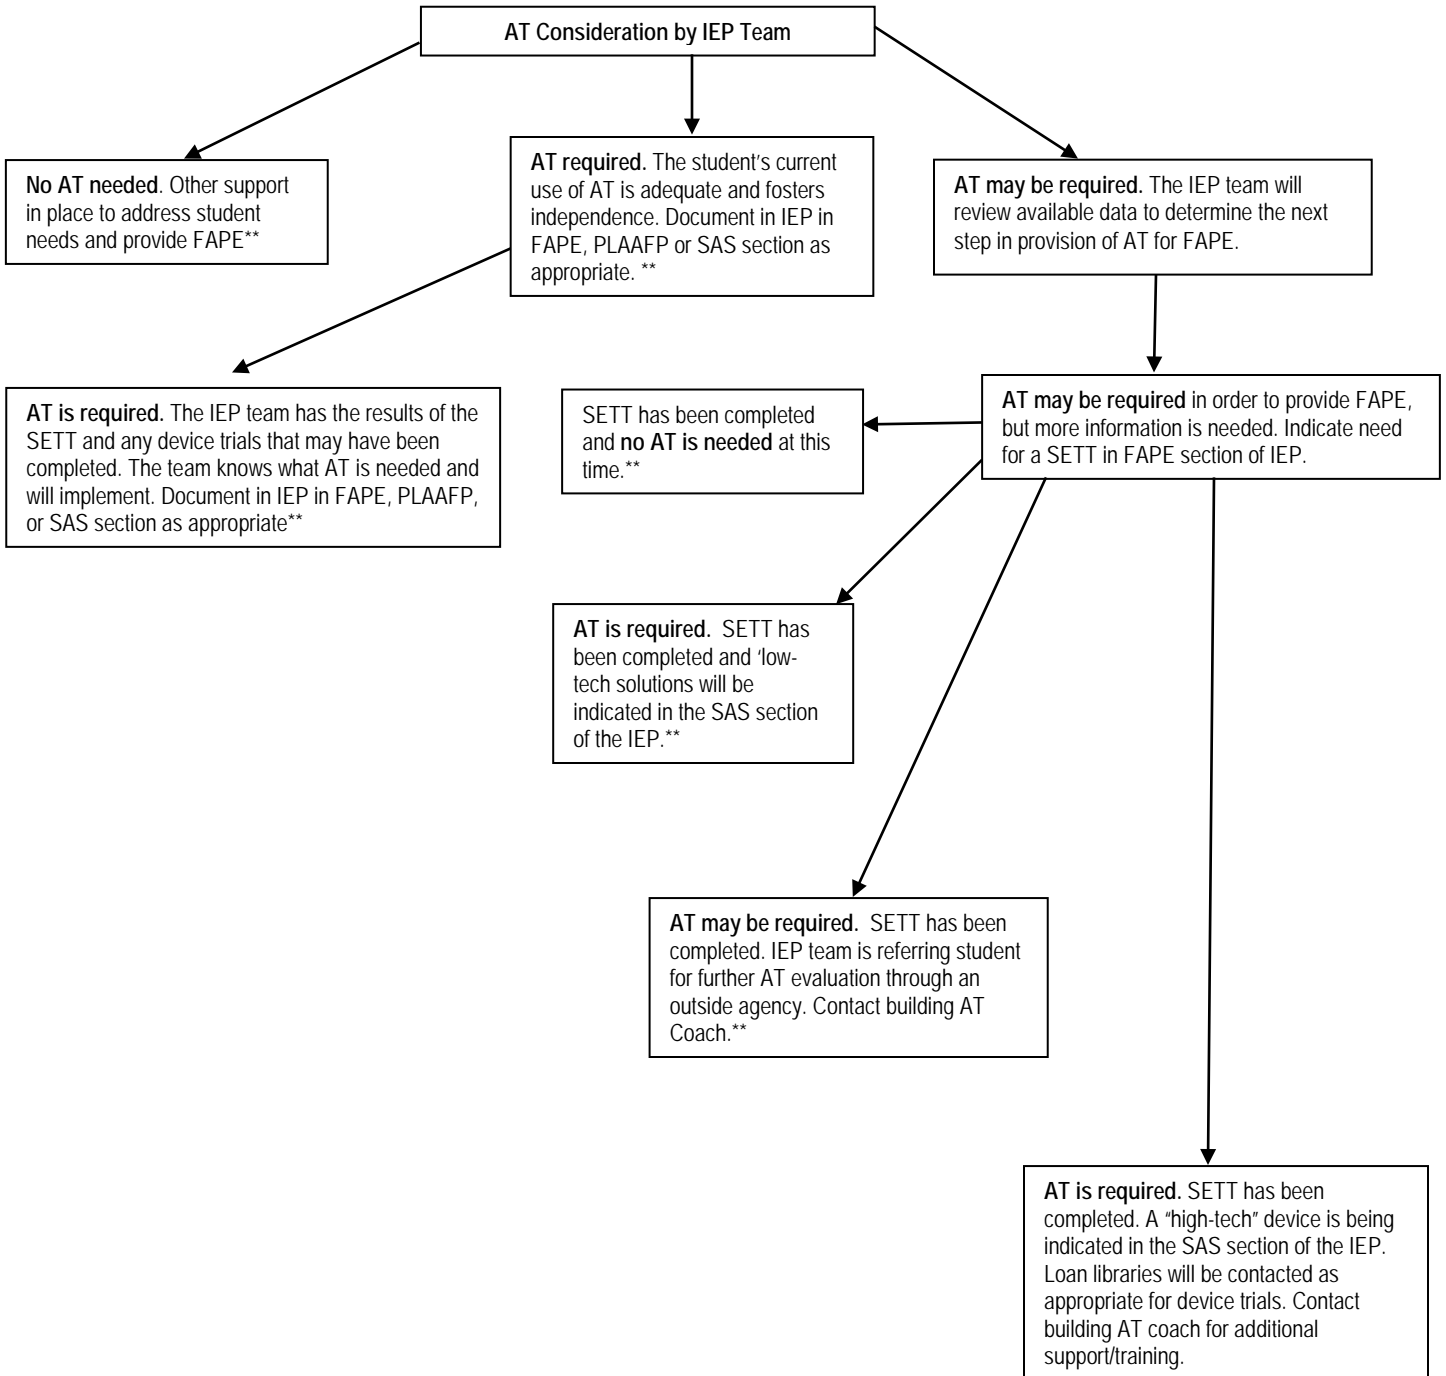 AT Consideration by IEP Team
No AT needed. Other support
in place to address student
needs and provide FAPE**
AT required. The student's current
use of AT is adequate and fosters
independence. Document in IEP in
FAPE, PLAAFP or SAS section as
appropriate. **
AT may be required. The IEP team will
review available data to determine the next
step in provision of AT for FAPE.
AT is required. The IEP team has the results of the
SETT and any device trials that may have been
completed. The team knows what AT is needed and
will implement. Document in IEP in FAPE, PLAAFP,
or SAS section as appropriate**
SETT has been completed
and no AT is needed at this
time.**
AT may be required in order to provide FAPE,
but more information is needed. Indicate need
for a SETT in FAPE section of IEP.
AT is required.  SETT has
been completed and 'low-
tech solutions will be
indicated in the SAS section
of the IEP.**
AT may be required.  SETT has been
completed. IEP team is referring student
for further AT evaluation through an
outside agency. Contact building AT
Coach.**
AT is required. SETT has been
completed. A "high-tech" device is being
indicated in the SAS section of the IEP.
Loan libraries will be contacted as
appropriate for device trials. Contact
building AT coach for additional
support/training.